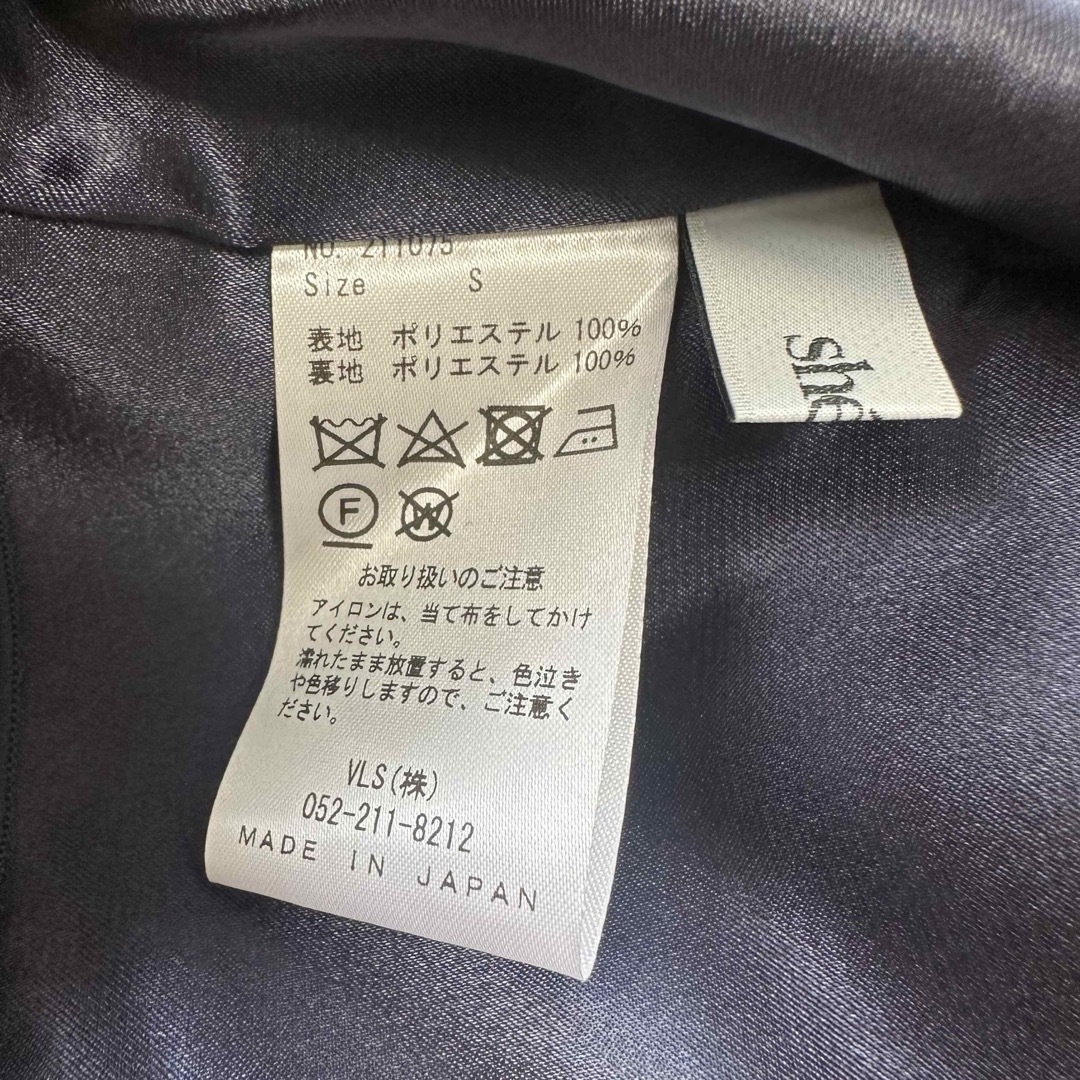 NO. 211075
Size S
表地 ポリエステル 100%
裏地 ポリエステル 100%
F
W
お取り扱いのご注意
アイロンは、当て布をしてかけ
てください。
濡れたまま放置すると、色泣き
や色移りしますので、ご注意く
ださい。
VLS(株)
052-211-8212
MADE IN JAPAN
she